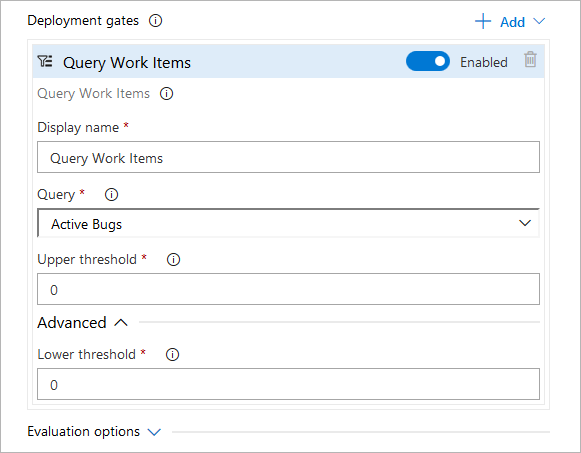 Deployment gates Add
Query Work Items Enabled
Query Work Items
Display name *
Query Work Items
Query *
Active Bugs
Upper threshold *
0
Advanced
Lower threshold *
0
Evaluation options